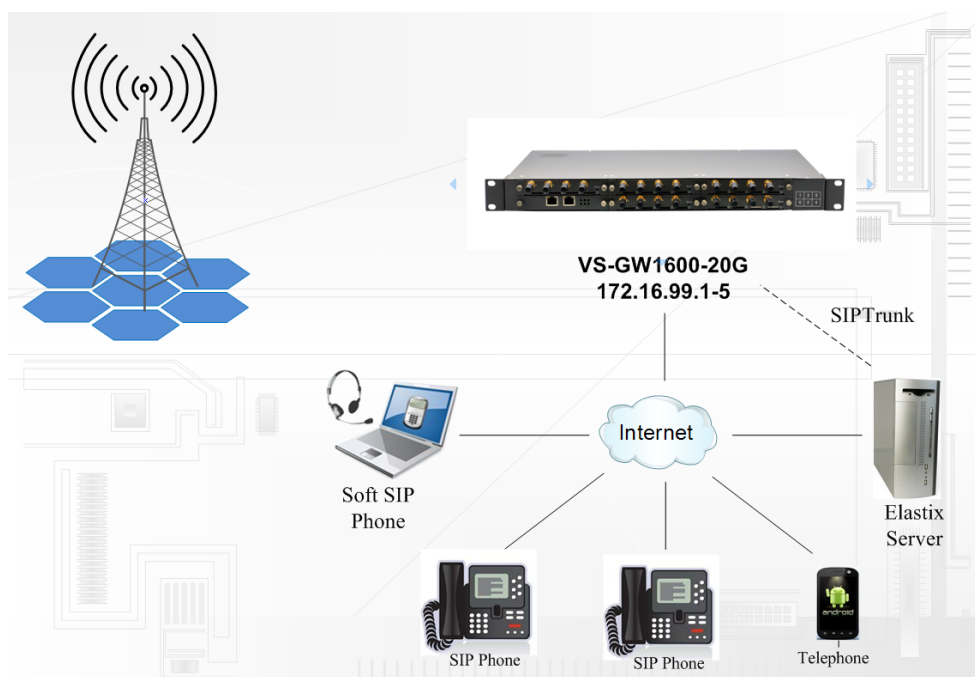 VS-GW1600-20G
172.16.99.1-5
SIPTrunk
Internet
Soft SIP
Phone
Elastix
Server
SIP Phone
SIP Phone
android
Telephone